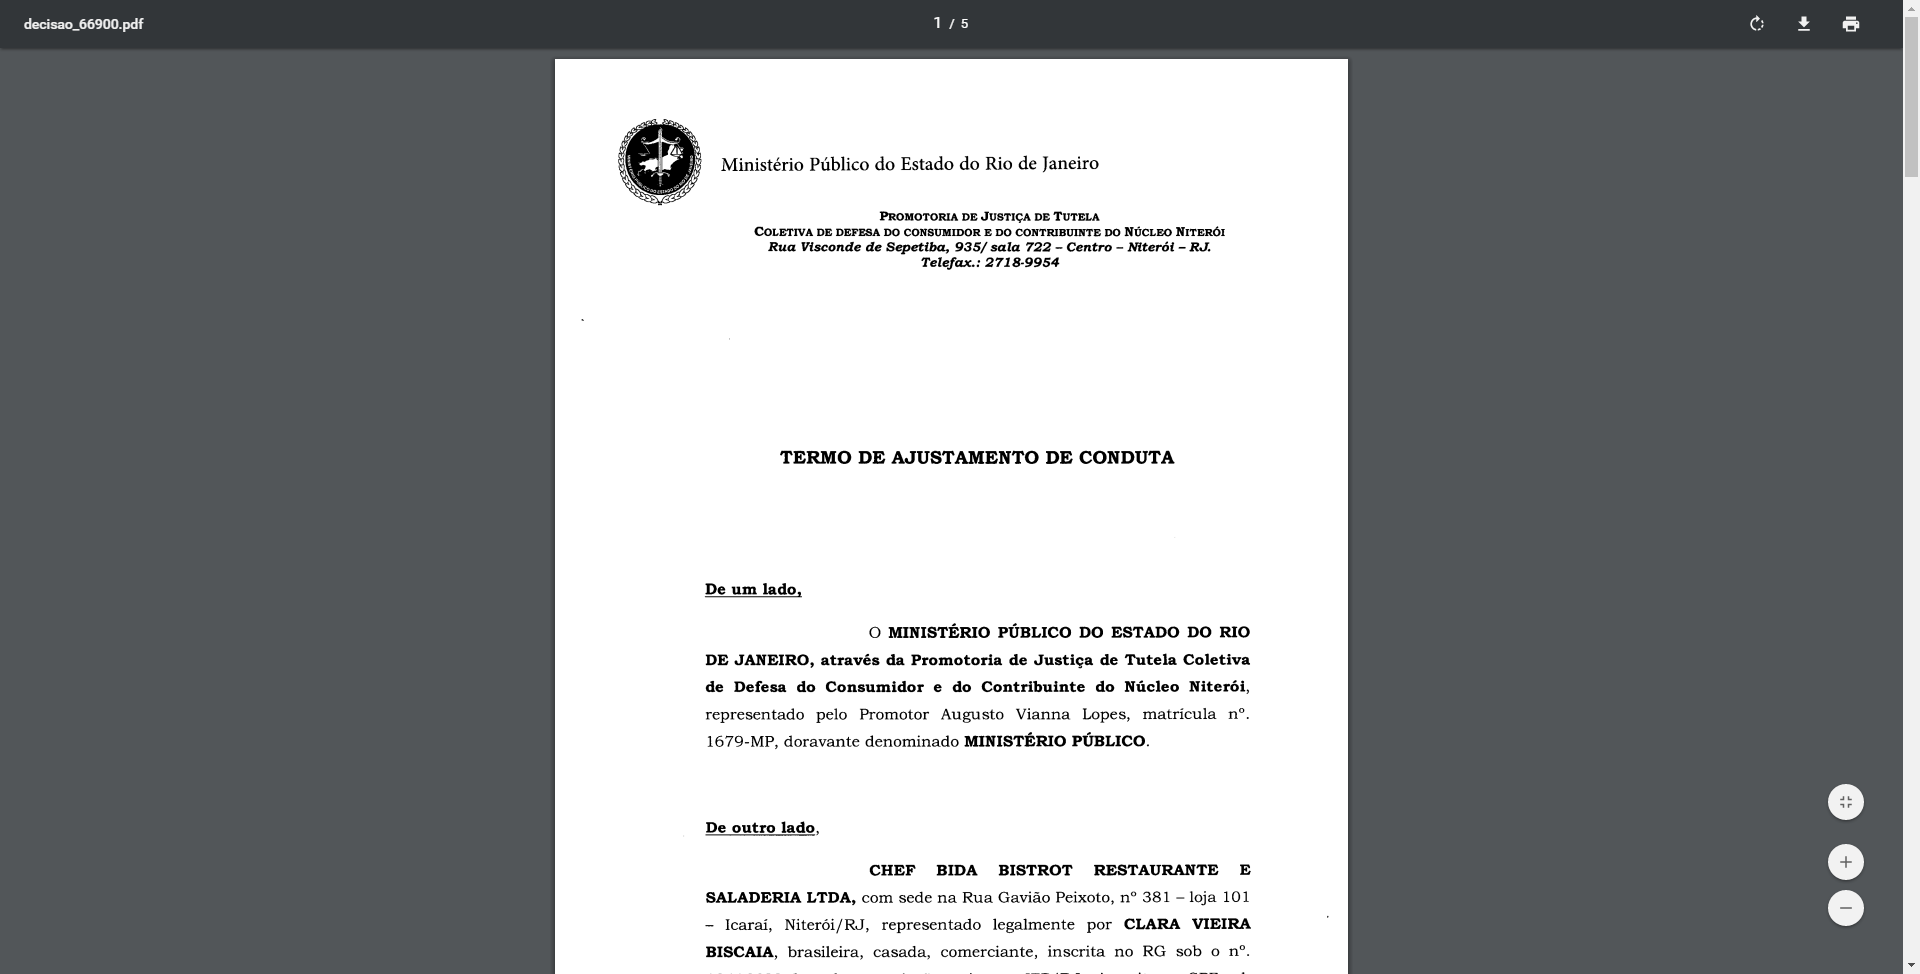 decisao_66900.pdf
1 / 5
Ministério Público do Estado do Rio de Janeiro
PROMOTORIA DE JUSTIÇA DE TUTELA
COLETIVA DE DEFESA DO CONSUMIDOR E DO CONTRIBUINTE DO NÚCLEO NITERÓI
Rua Visconde de Sepetiba, 935/ sala 722 – Centro – Niterói – RJ.
Telefax.: 2718-9954
TERMO DE AJUSTAMENTO DE CONDUTA
De um lado,
O MINISTÉRIO PÚBLICO DO ESTADO DO RIO
DE JANEIRO, através da Promotoria de Justiça de Tutela Coletiva
de Defesa do Consumidor e do Contribuinte do Núcleo Niterói,
representado pelo Promotor Augusto Vianna Lopes, matrícula nº.
1679-MP, doravante denominado MINISTÉRIO PÚBLICO.
De outro lado,
CHEF BIDA BISTROT RESTAURANTE E
SALADERIA LTDA, com sede na Rua Gavião Peixoto, nº 381 – loja 101
– Icaraí, Niterói/RJ, representado legalmente por CLARA VIEIRA
BISCAIA, brasileira, casada, comerciante, inscrita no RG sob o nº.